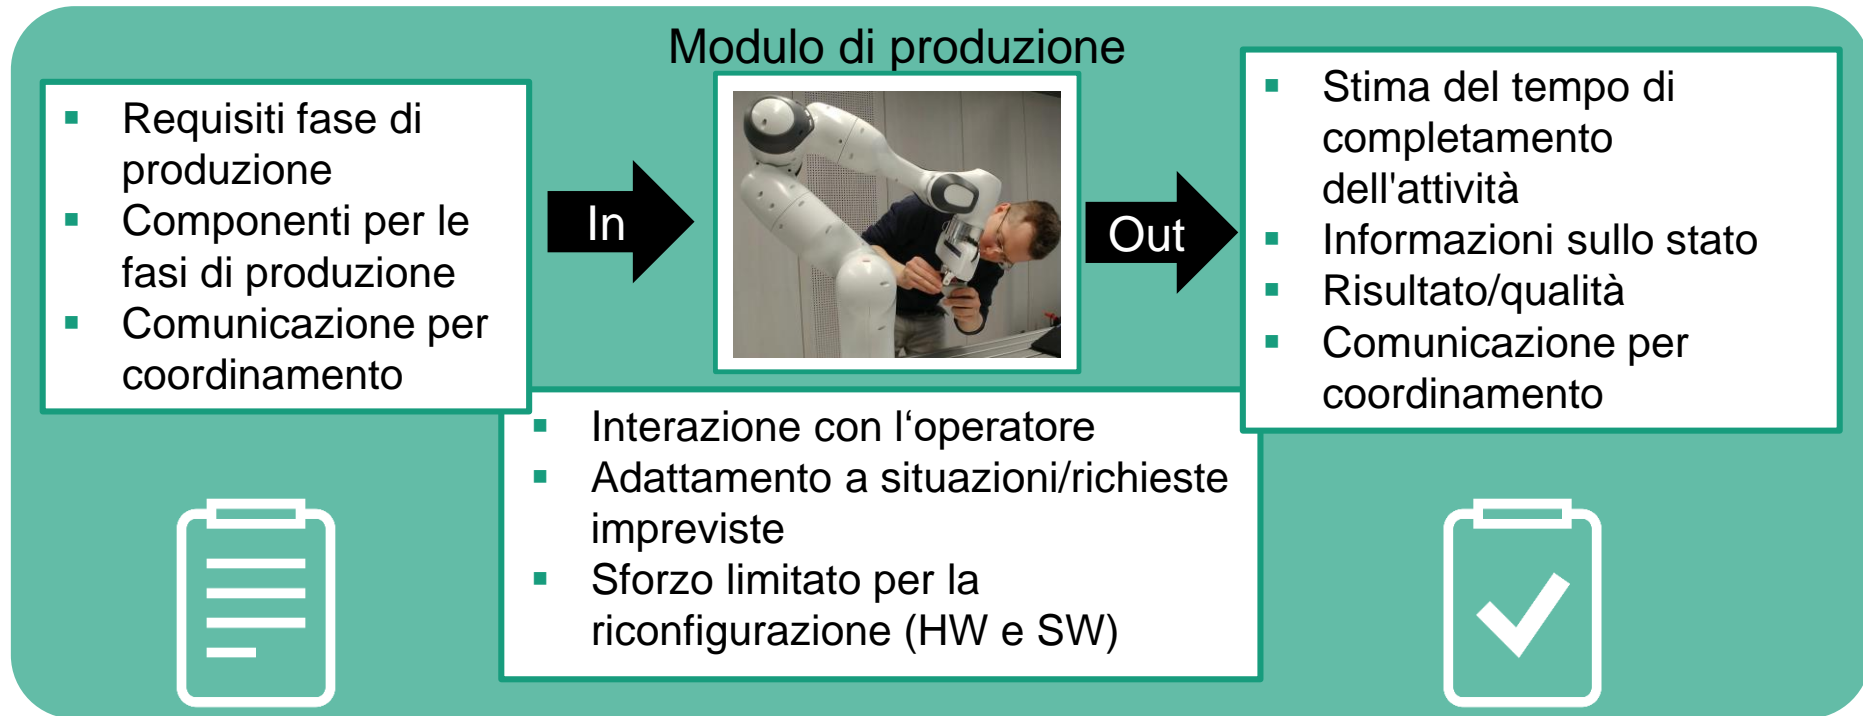 Modulo di produzione
▪ Requisiti fase di
produzione
▪ Componenti per le
fasi di produzione
▪ Comunicazione per
coordinamento
In
Out
▪ Stima del tempo di
completamento
dell'attività
▪ Informazioni sullo stato
▪ Risultato/qualità
▪ Comunicazione per
coordinamento
▪ Interazione con l‘operatore
▪ Adattamento a situazioni/richieste
impreviste
▪ Sforzo limitato per la
riconfigurazione (HW e SW)